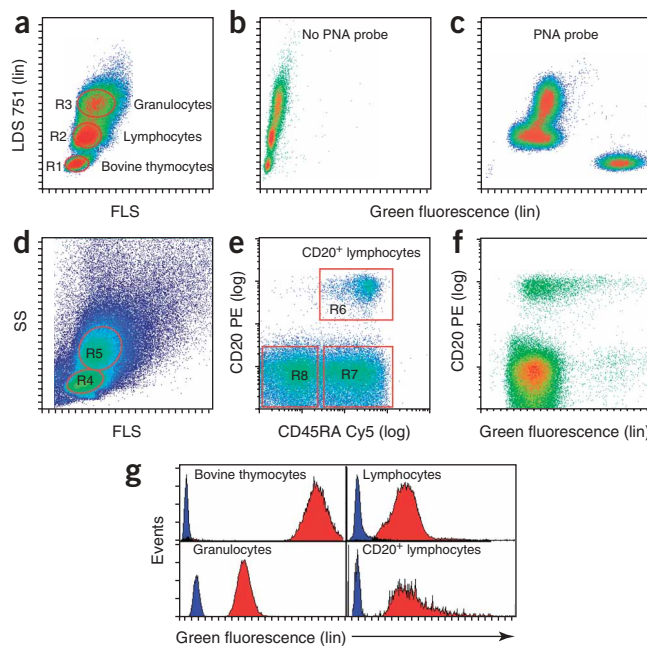 a
b
c
LDS 751 (lin)
R3
Granulocytes
R2
Lymphocytes
R1
Bovine thymocytes
FLS
No PNA probe
PNA probe
Green fluorescence (lin)
d
e
f
SS
R5
R4
FLS
CD20+ lymphocytes
CD20 PE (log)
R6
R8
R7
CD45RA Cy5 (log)
CD20 PE (log)
Green fluorescence (lin)
g
Events
Bovine thymocytes
Lymphocytes
Granulocytes
CD20+ lymphocytes
Green fluorescence (lin)